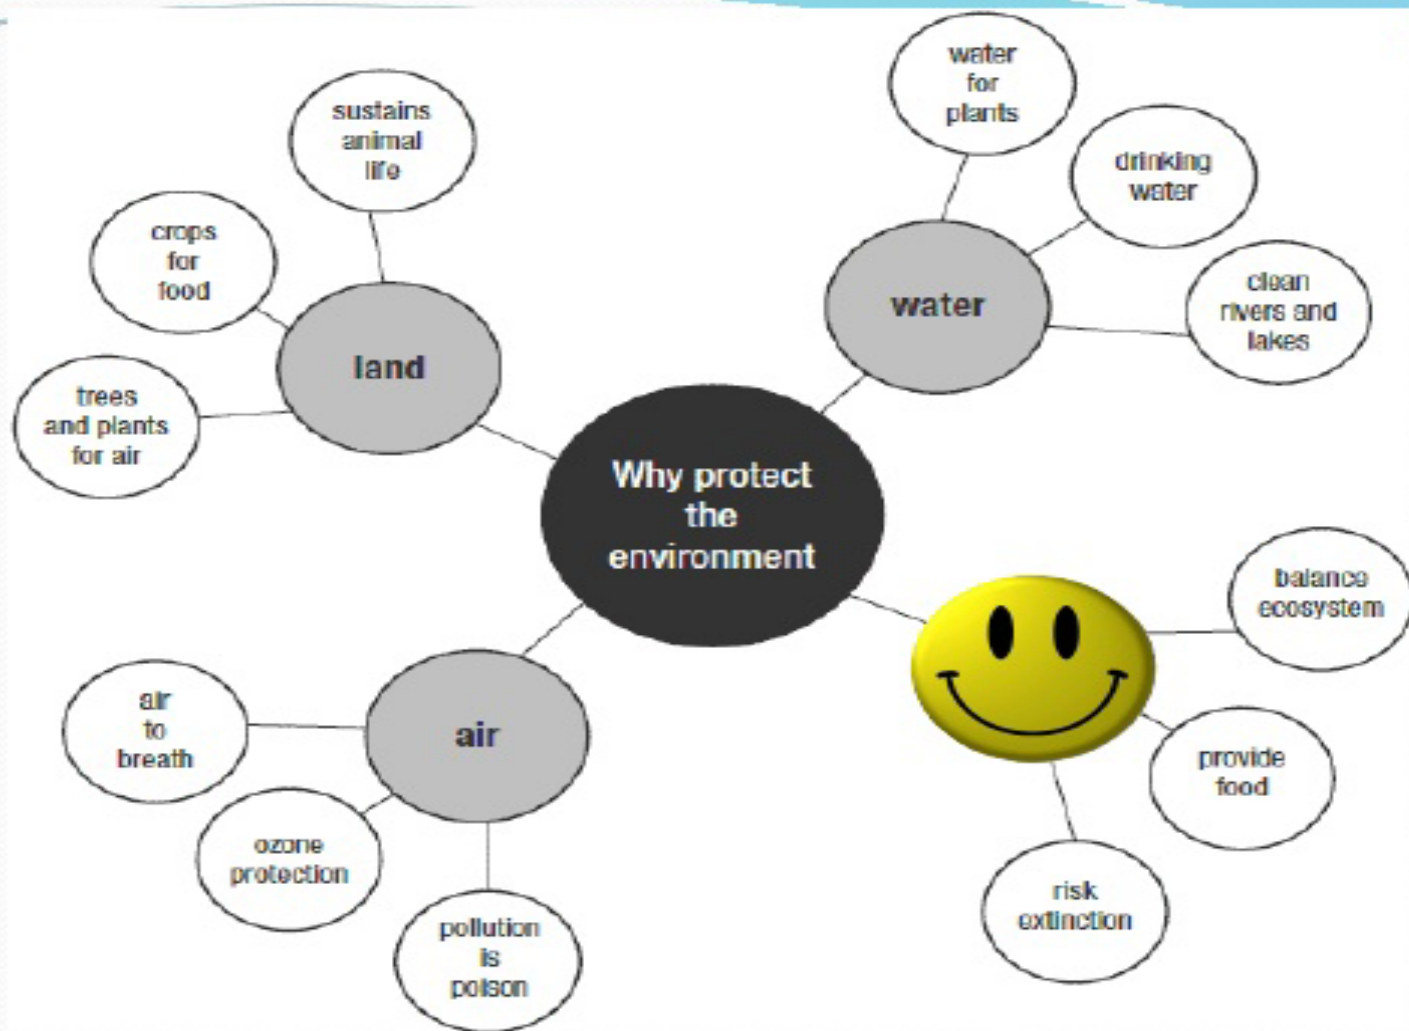 Why protect
the
environment
land
sustains
animal
life
crops
for
food
trees
and plants
for air
water
water
for
plants
drinking
water
clean
rivers and
lakes
air
air
to
breath
ozone
protection
pollution
is
poison
balance
ecosystem
provide
food
risk
extinction